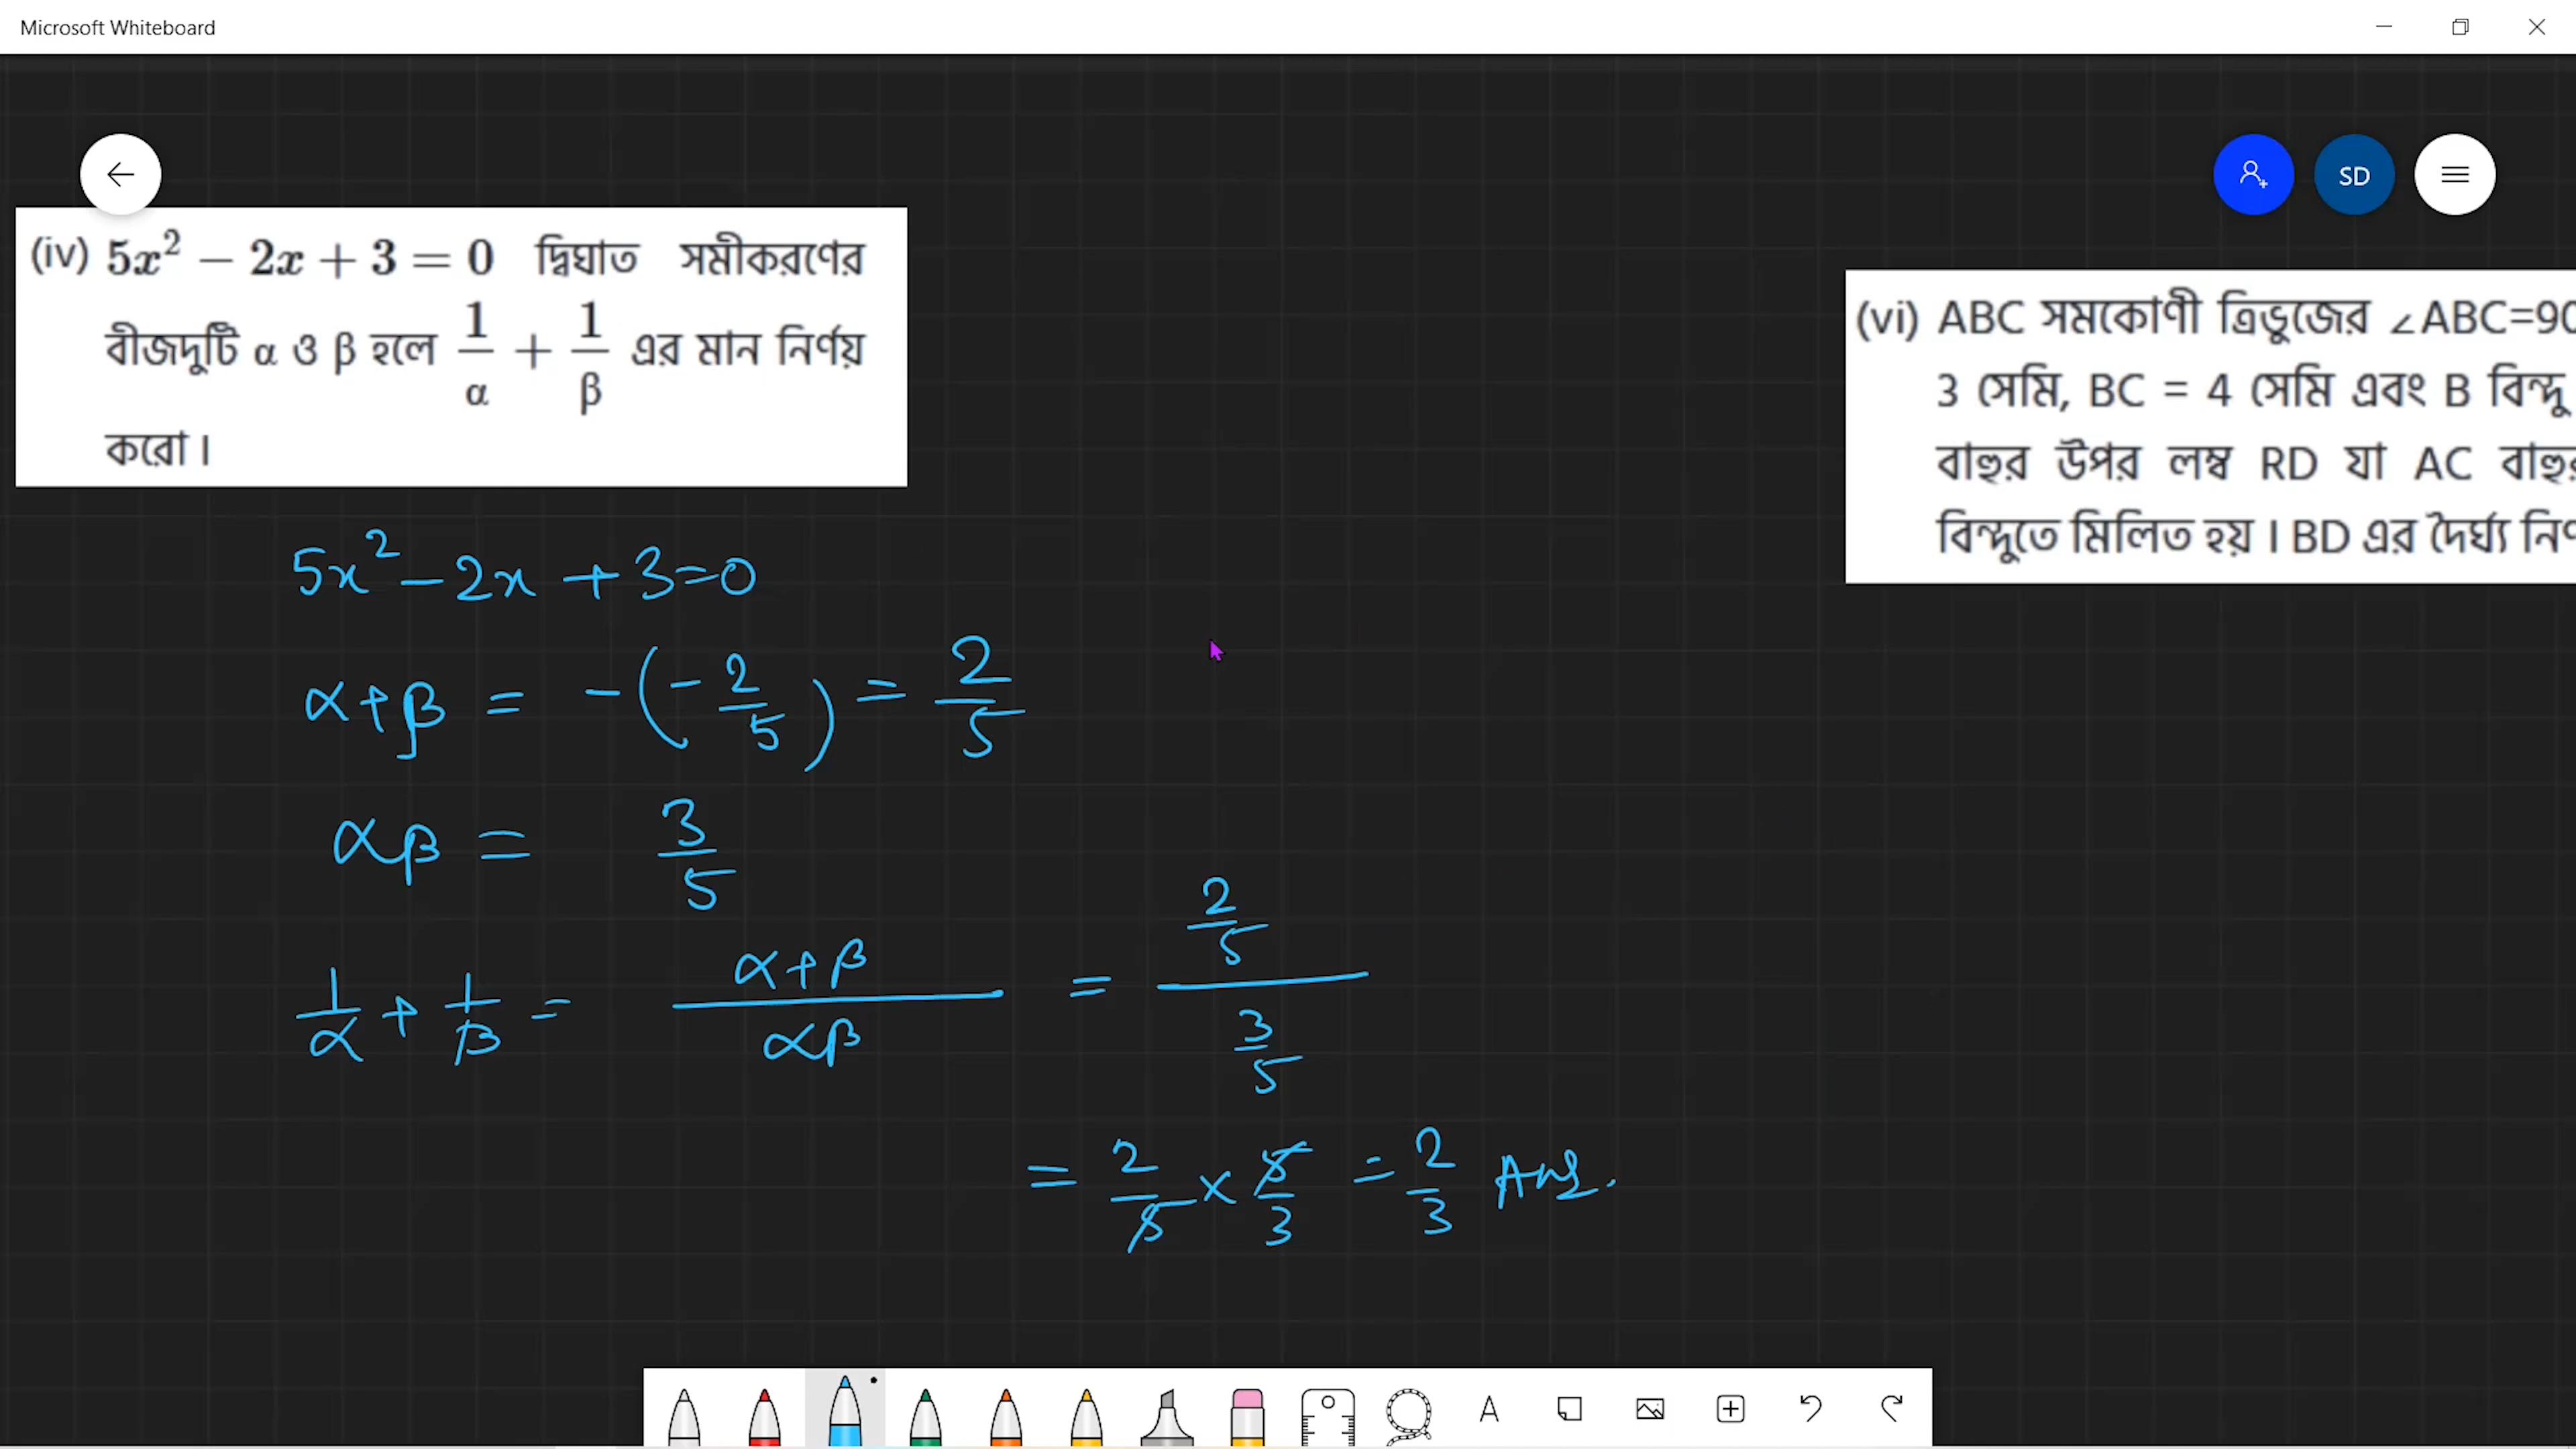 Microsoft Whiteboard
SD
(iv) 5x² − 2x + 3 = 0 দ্বিঘাত সমীকরণের
বীজদুটি α ও β হলে 1/α + 1/β এর মান নির্ণয়
করো।
(vi) ABC সমকোণী ত্রিভুজের ∠ABC=90
3 সেমি, BC = 4 সেমি এবং B বিন্দু
বাহুর উপর লম্ব RD যা AC
বিন্দুতে মিলিত হয়। BD এর দৈর্ঘ্য
5x² − 2x + 3 = 0
α+β = −(−2/5) = 2/5
αβ = 3/5
1/α + 1/β = (α+β)/(αβ) = (2/5)/(3/5)
= 2/5 × 5/3 = 2/3 Ans.
A